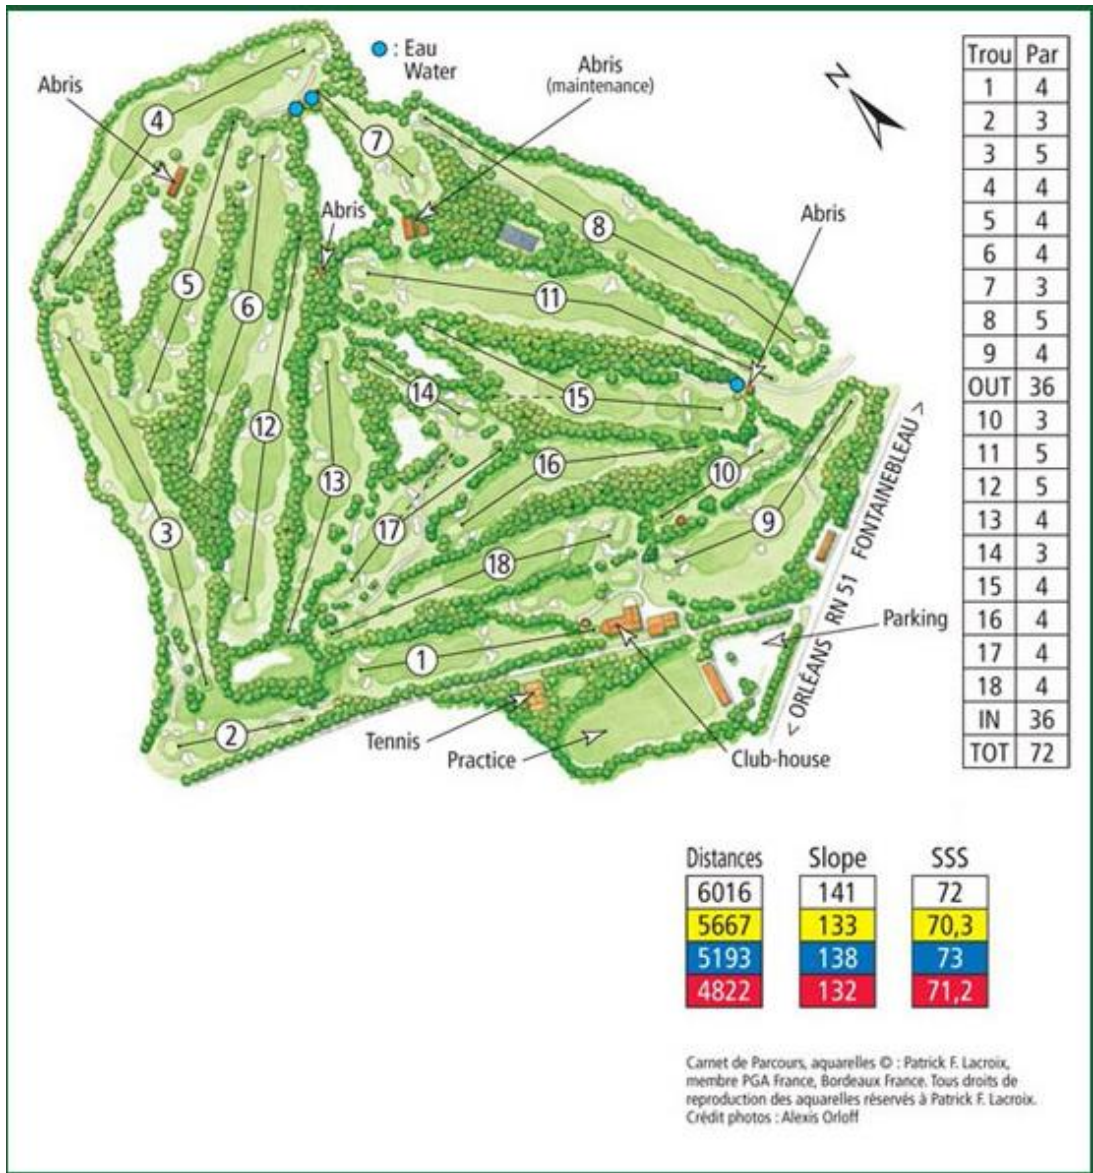 : Eau
Water
Abris
Abris
(maintenance)
N
Abris
Abris
4
7
8
5
6
11
15
14
12
13
16
10
3
17
9
18
1
2
Tennis
Practice
Club-house
Parking
< ORLÉANS RN 51 FONTAINEBLEAU >
Trou Par
1 4
2 3
3 5
4 4
5 4
6 4
7 3
8 5
9 4
OUT 36
10 3
11 5
12 5
13 4
14 3
15 4
16 4
17 4
18 4
IN 36
TOT 72
Distances Slope SSS
6016 141 72
5667 133 70,3
5193 138 73
4822 132 71,2
Carnet de Parcours, aquarelles © : Patrick F. Lacroix,
membre PGA France, Bordeaux France. Tous droits de
reproduction des aquarelles réservés à Patrick F. Lacroix.
Crédit photos : Alexis Orloff